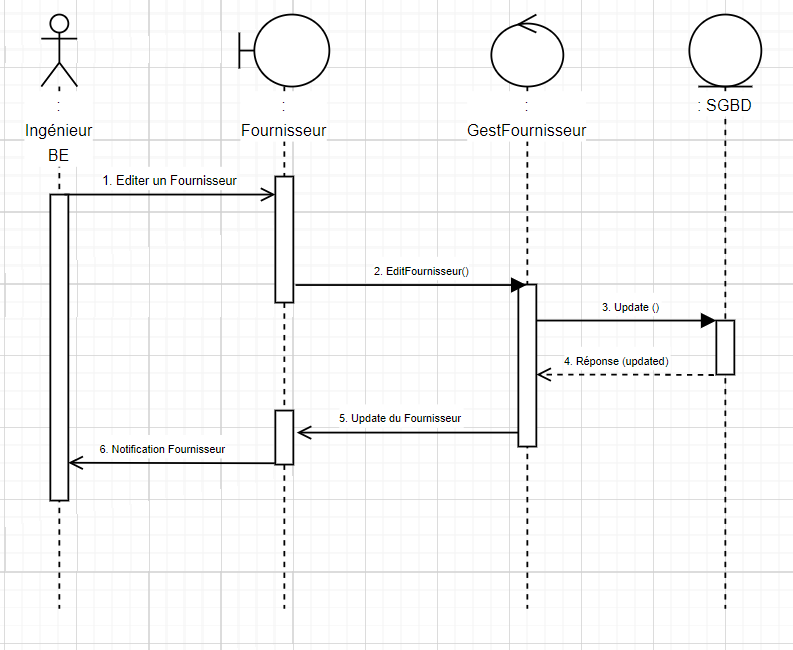 :
Ingénieur
BE
:
Fournisseur
:
GestFournisseur
: SGBD
1. Editer un Fournisseur
2. EditFournisseur()
3. Update ()
4. Réponse (updated)
5. Update du Fournisseur
6. Notification Fournisseur